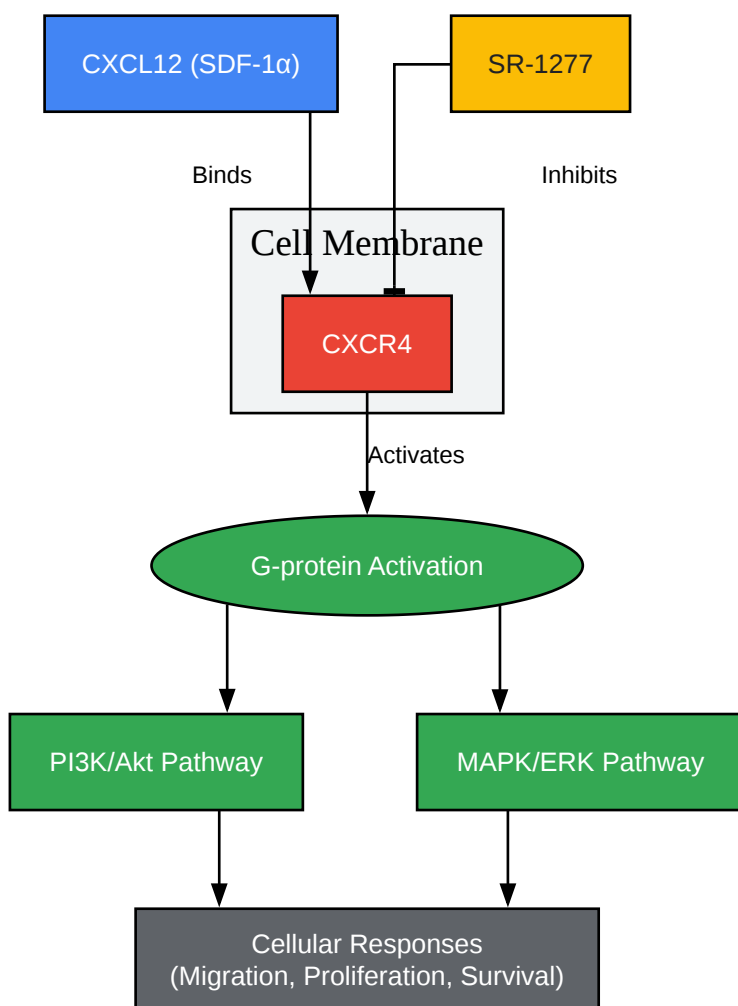 CXCL12 (SDF-1α)
SR-1277
Binds
Inhibits
Cell Membrane
CXCR4
Activates
G-protein Activation
PI3K/Akt Pathway
MAPK/ERK Pathway
Cellular Responses
(Migration, Proliferation, Survival)